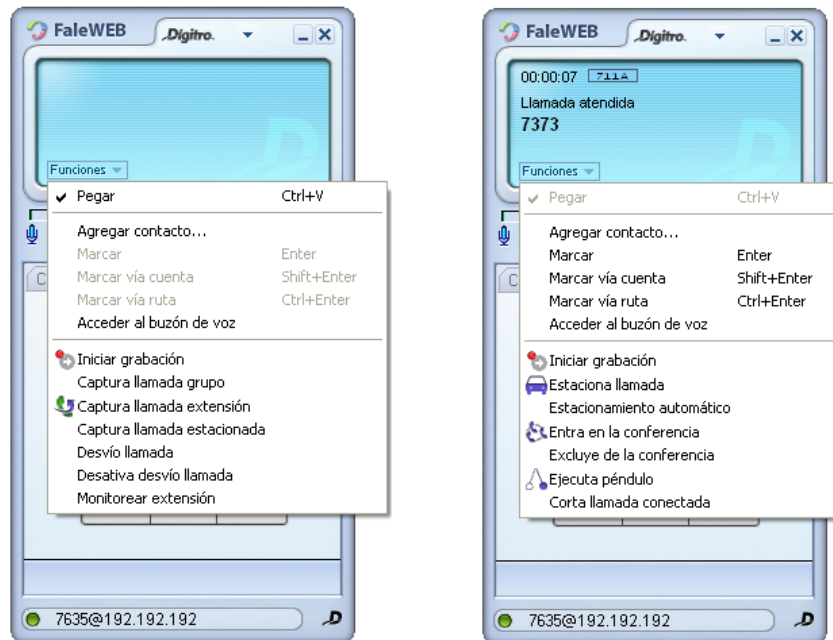 FaleWEB Dígitro.
Funciones
Pegar Ctrl+V
Agregar contacto...
Marcar Enter
Marcar vía cuenta Shift+Enter
Marcar vía ruta Ctrl+Enter
Acceder al buzón de voz
Iniciar grabación
Captura llamada grupo
Captura llamada extensión
Captura llamada estacionada
Desvío llamada
Desativa desvío llamada
Monitorear extensión
7635@192.192.192
FaleWEB Dígitro.
00:00:07 711A
Llamada atendida
7373
Funciones
Pegar Ctrl+V
Agregar contacto...
Marcar Enter
Marcar vía cuenta Shift+Enter
Marcar vía ruta Ctrl+Enter
Acceder al buzón de voz
Iniciar grabación
Estaciona llamada
Estacionamiento automático
Entra en la conferencia
Excluye de la conferencia
Ejecuta péndulo
Corta llamada conectada
7635@192.192.192